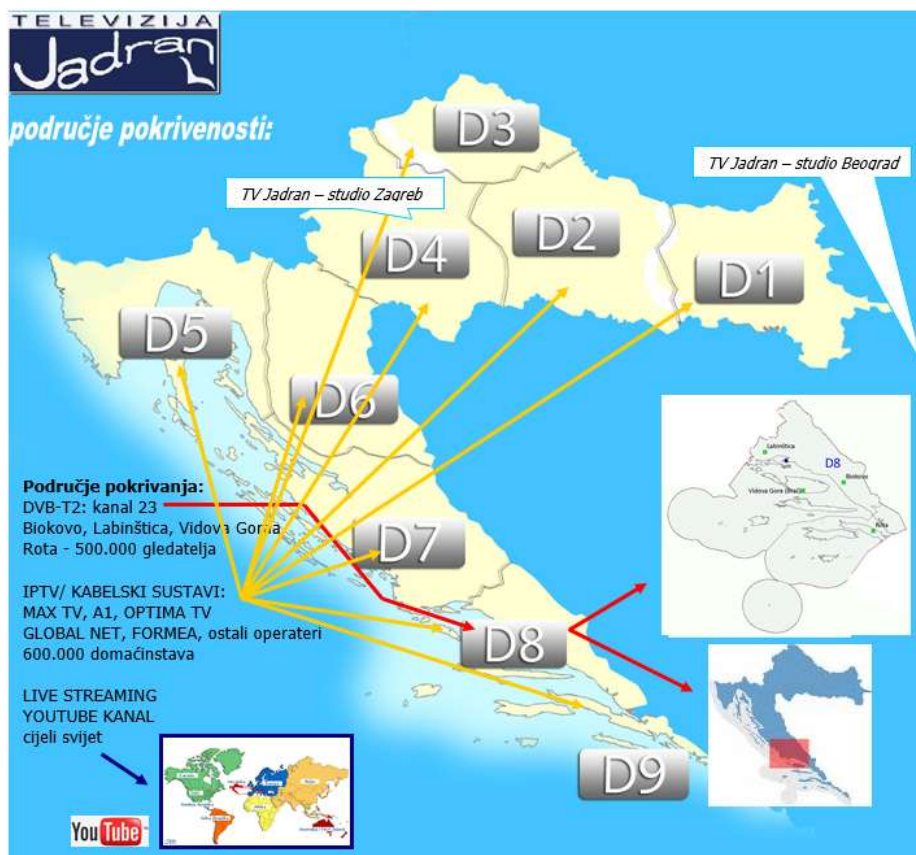 TELEVIZIJA
Jadran
područje pokrivenosti:
D3
TV Jadran – studio Beograd
TV Jadran – studio Zagreb
D2
D4
D1
D5
D6
Labinštica
D8
Biokovo
Vidova Gora (Brač)
Rota
Područje pokrivanja:
DVB-T2: kanal 23
Biokovo, Labinštica, Vidova Gorna
Rota - 500.000 gledatelja
D7
IPTV/ KABELSKI SUSTAVI:
MAX TV, A1, OPTIMA TV
GLOBAL NET, FORMEA, ostali operateri
600.000 domaćinstava
D8
LIVE STREAMING
YOUTUBE KANAL
cijeli svijet
D9
YouTube